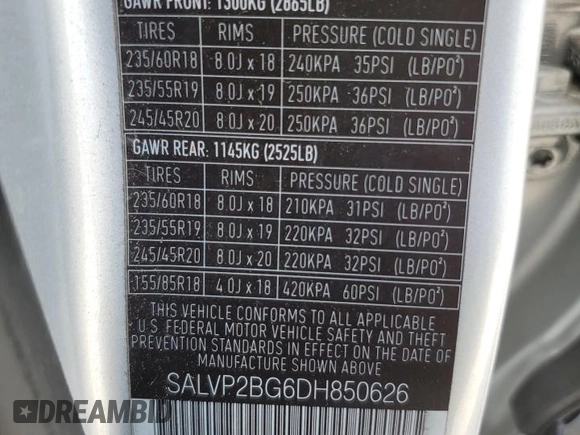 GAWR FRONT: 1300KG (2865LB)
TIRES RIMS PRESSURE (COLD SINGLE)
235/60R18 8.0J x 18 240KPA 35PSI (LB/PO²)
235/55R19 8.0J x 19 250KPA 36PSI (LB/PO²)
245/45R20 8.0J x 20 250KPA 36PSI (LB/PO²)
GAWR REAR: 1145KG (2525LB)
TIRES RIMS PRESSURE (COLD SINGLE)
235/60R18 8.0J x 18 210KPA 31PSI (LB/PO²)
235/55R19 8.0J x 19 220KPA 32PSI (LB/PO²)
245/45R20 8.0J x 20 220KPA 32PSI (LB/PO²)
155/85R18 4.0J x 18 420KPA 60PSI (LB/PO²)
THIS VEHICLE CONFORMS TO ALL APPLICABLE
U.S. FEDERAL MOTOR VEHICLE SAFETY AND THEFT
PREVENTION STANDARDS IN EFFECT ON THE DATE
OF MANUFACTURE SHOWN ABOVE.
SALVP2BG6DH850626
DREAMBID